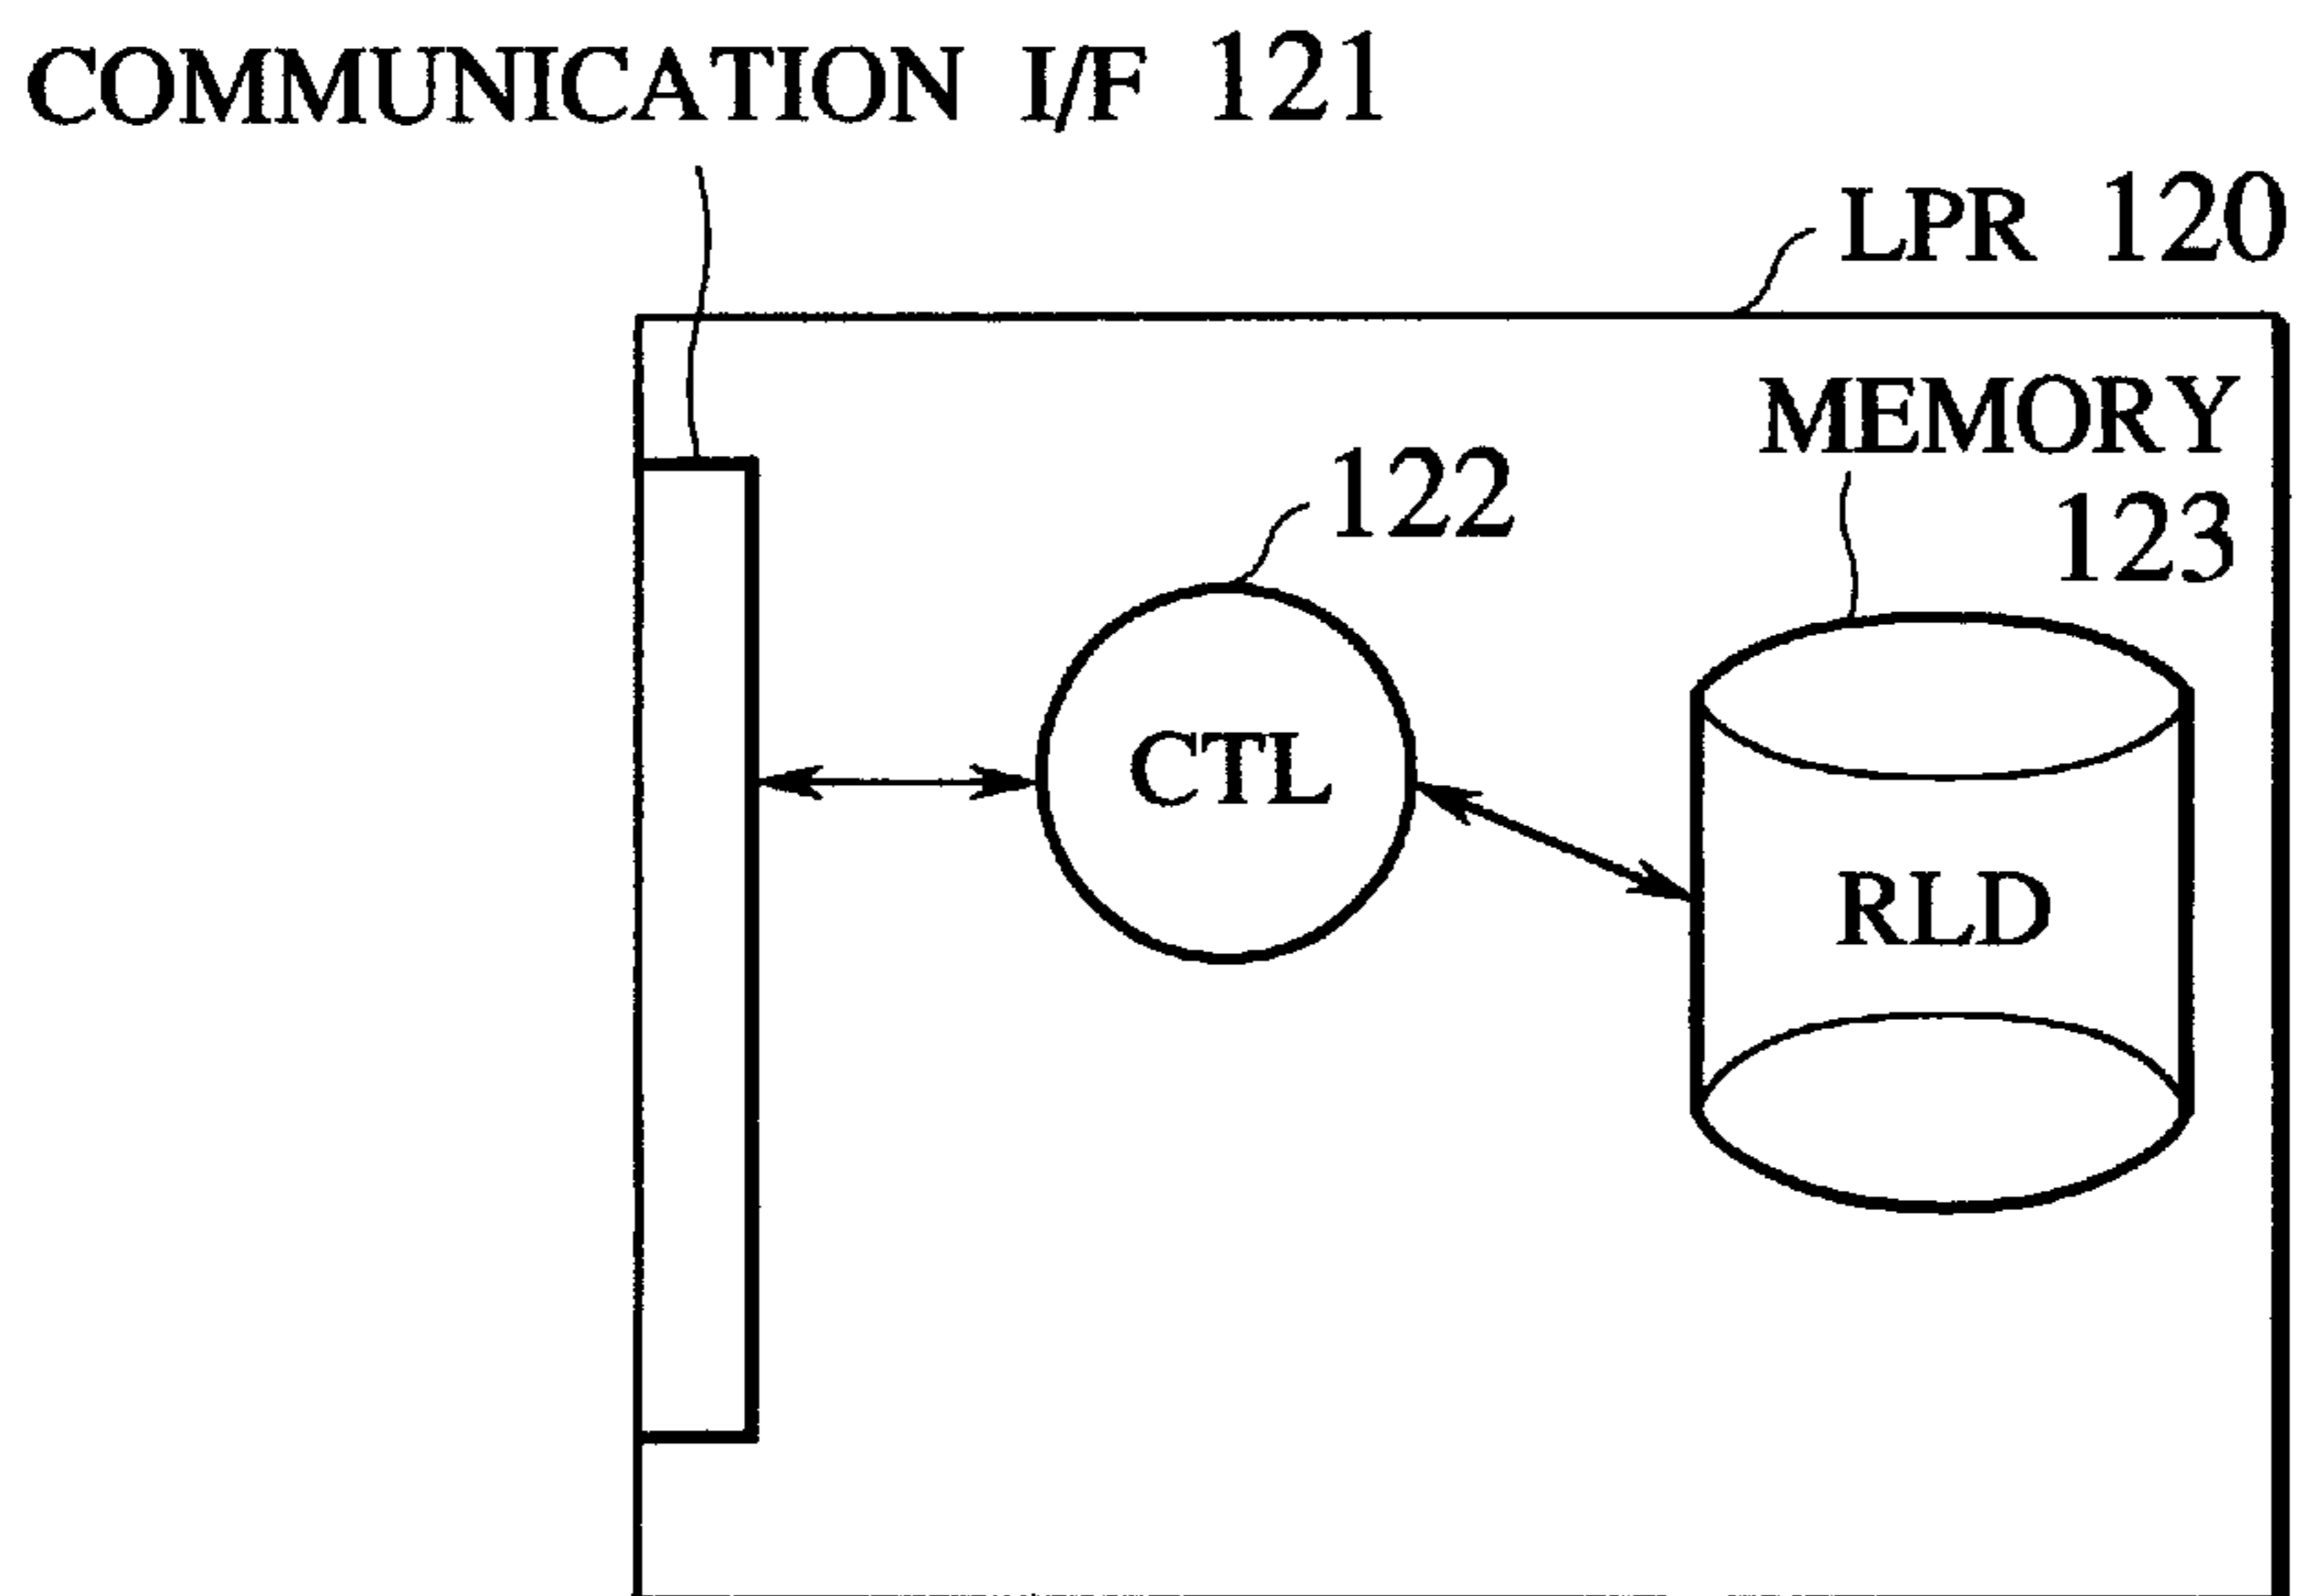 COMMUNICATION I/F 121
LPR 120
MEMORY
123
122
CTL
RLD